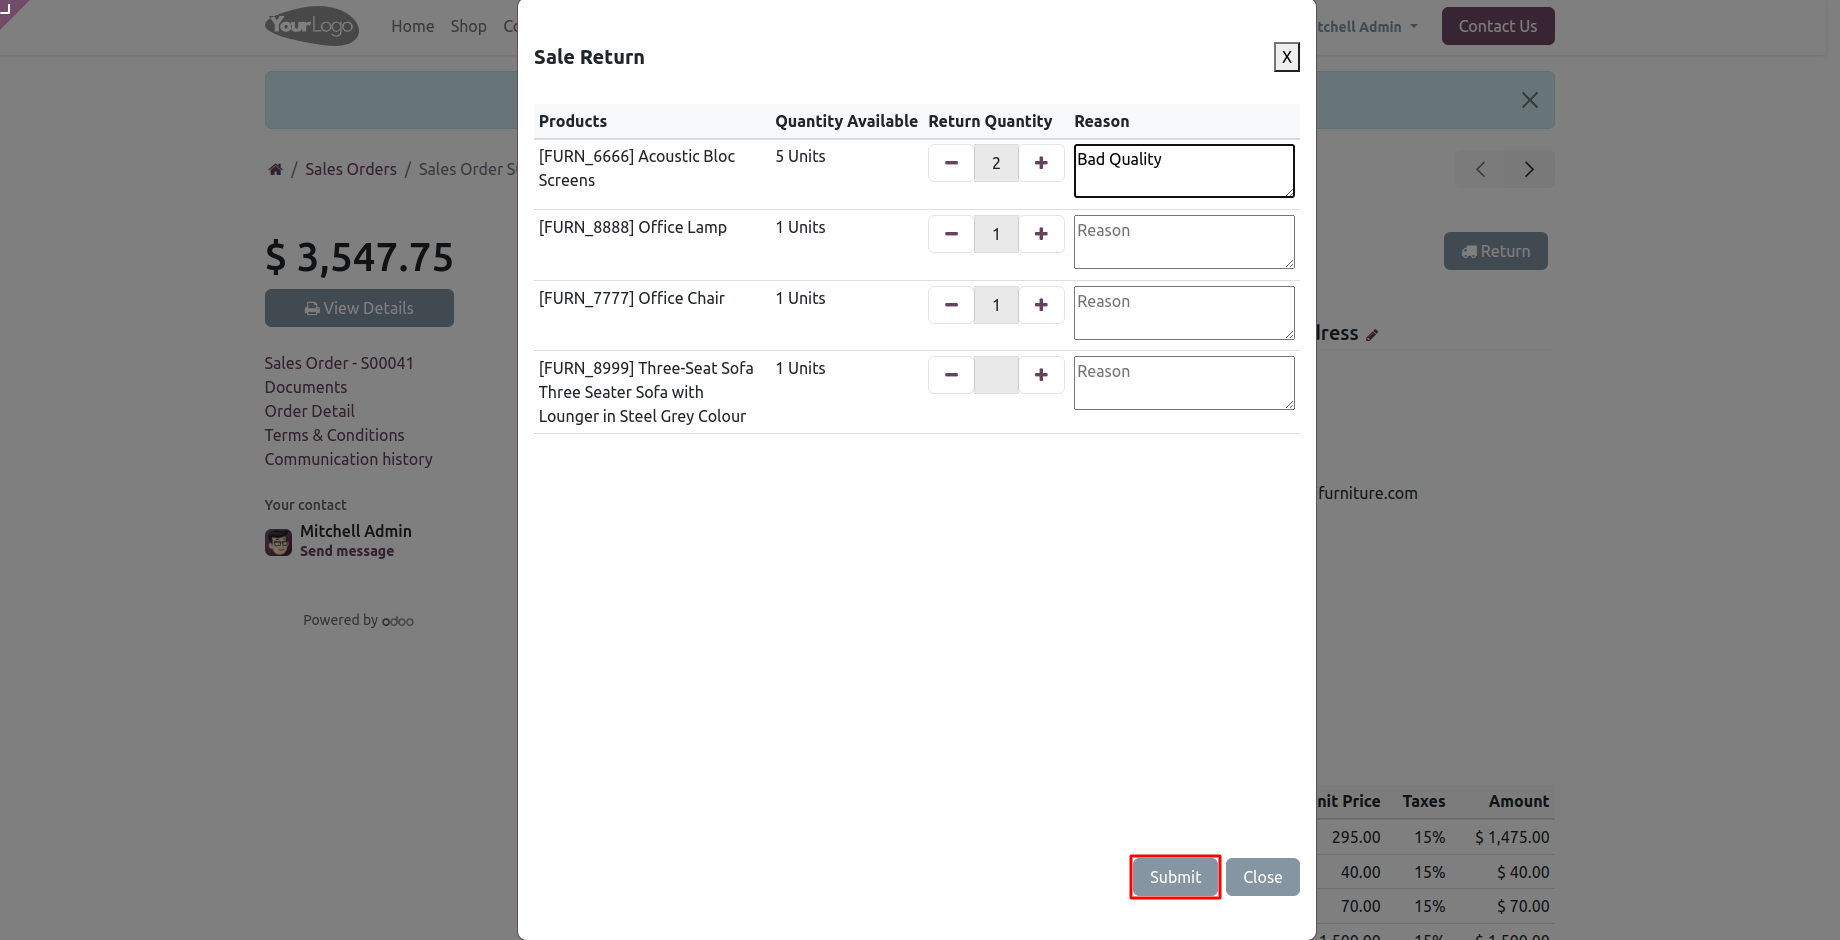 YourLogo
Home
Shop
Mitchell Admin
Contact Us
Sale Return
X
Products
Quantity Available
Return Quantity
Reason
[FURN_6666] Acoustic Bloc
Screens
5 Units
2
Bad Quality
[FURN_8888] Office Lamp
1 Units
1
Reason
[FURN_7777] Office Chair
1 Units
1
Reason
[FURN_8999] Three-Seat Sofa
Three Seater Sofa with
Lounger in Steel Grey Colour
1 Units
Reason
Submit
Close
/ Sales Orders / Sales Order
$ 3,547.75
View Details
Return
Sales Order - S00041
Documents
Order Detail
Terms & Conditions
Communication history
Your contact
Mitchell Admin
Send message
Powered by odoo
furniture.com
Price
Taxes
Amount
295.00
15%
$ 1,475.00
40.00
15%
$ 40.00
70.00
15%
$ 70.00